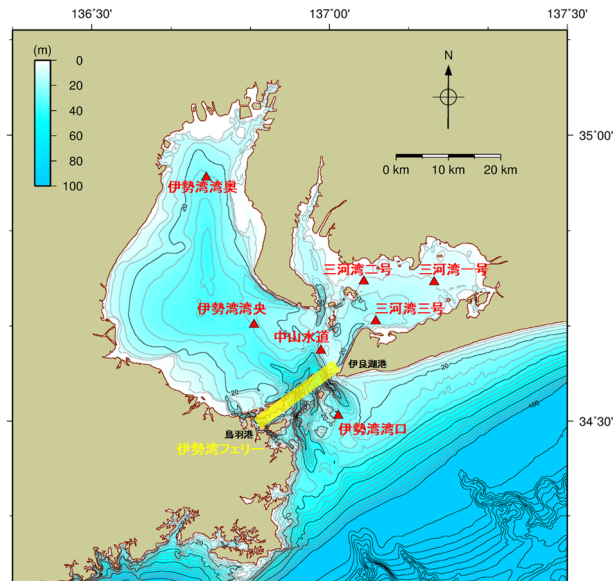 136˚30'
137˚00'
137˚30'
(m)
0
20
40
60
80
100
N
35˚00'
0 km
10 km
20 km
20
伊勢湾湾奥
三河湾二号
三河湾一号
伊勢湾湾央
三河湾三号
中山水道
20
伊良湖港
20
100
鳥羽港
伊勢湾湾口
34˚30'
伊勢湾フェリー